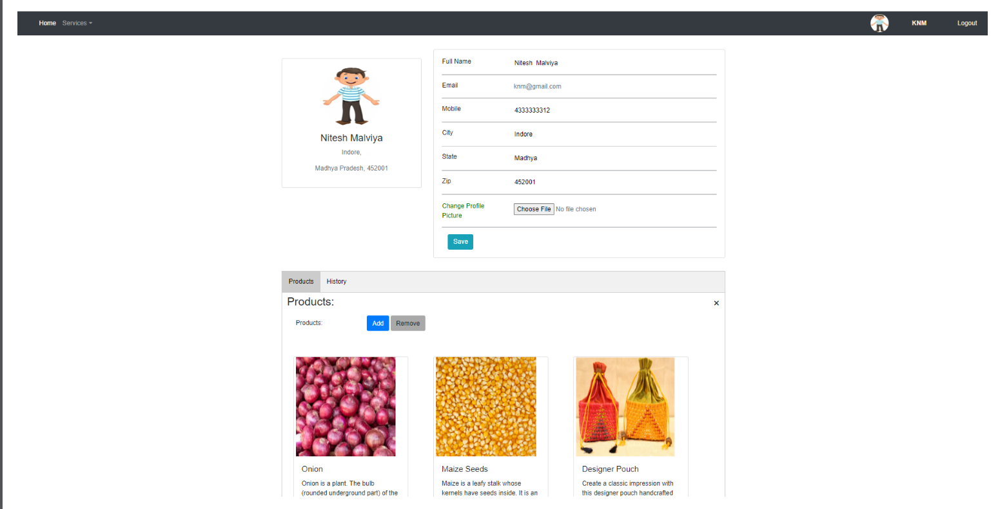 Home Services KNM Logout
Full Name Nitesh Malviya
Email knm@gmail.com
Mobile 4333333312
City Indore
State Madhya
Zip 452001
Change Profile
Picture
Choose File No file chosen
Save
Nitesh Malviya
Indore,
Madhya Pradesh, 452001
Products History
Products: ×
Products: Add Remove
Onion
Onion is a plant. The bulb
(rounded underground part) of the
Maize Seeds
Maize is a leafy stalk whose
kernels have seeds inside. It is an
Designer Pouch
Create a classic impression with
this designer pouch handcrafted